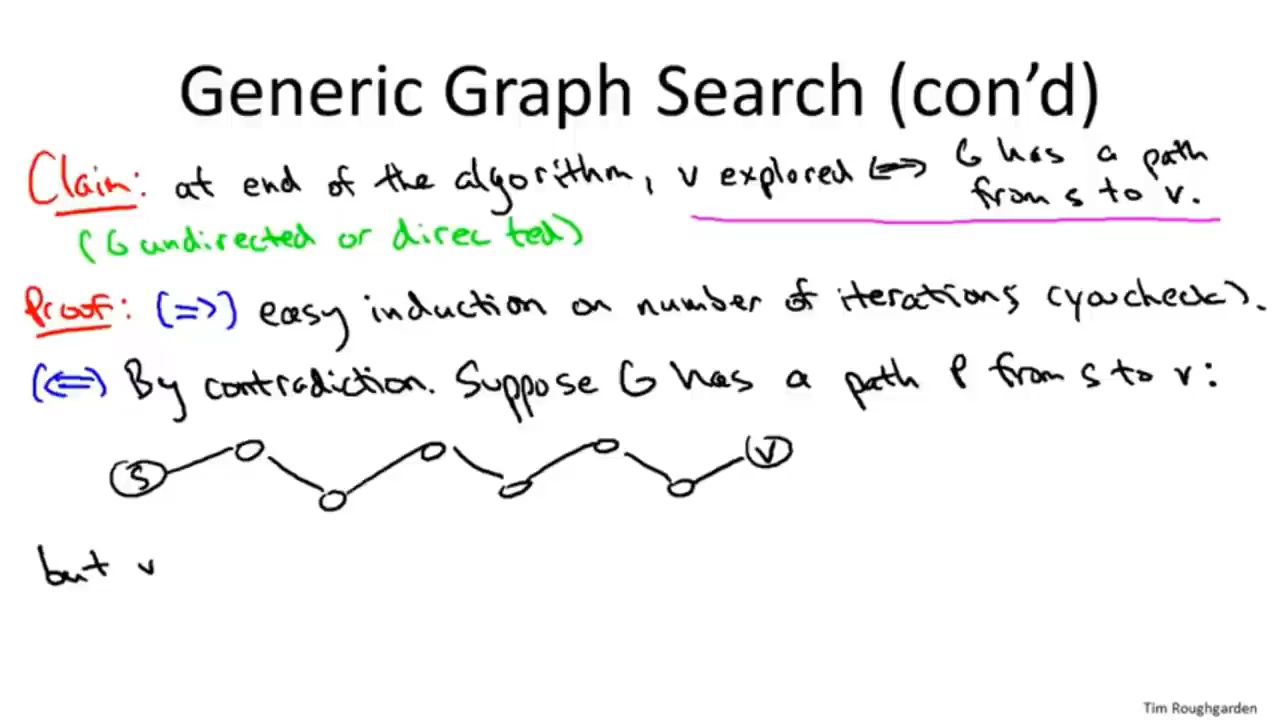 Generic Graph Search (con'd)
Claim: at end of the algorithm, v explored <=> G has a path
from s to v.
(G undirected or directed)
Proof: (=>) easy induction on number of iterations (you check).
(<=) By contradiction. Suppose G has a path P from s to v:
S V
but v
Tim Roughgarden